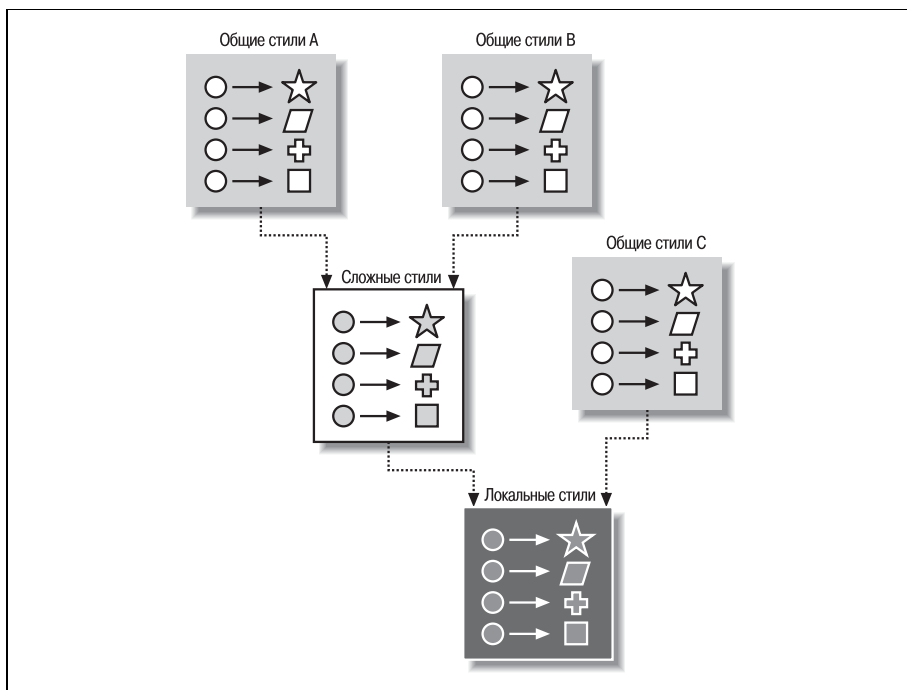 Общие стили A
Общие стили B
Общие стили C
Сложные стили
Локальные стили